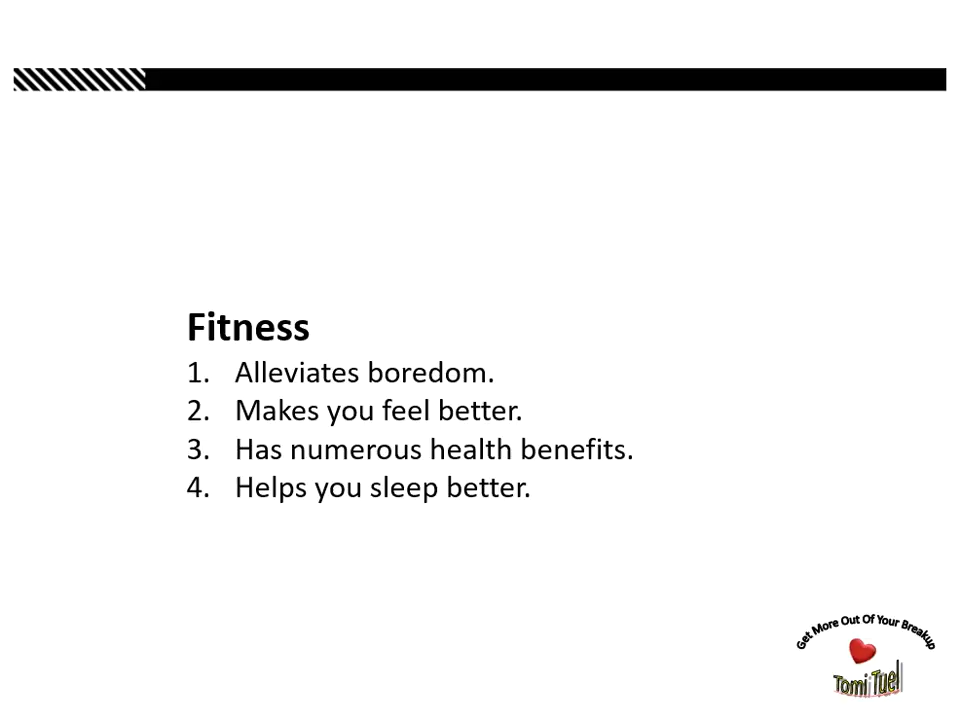 Fitness
1. Alleviates boredom.
2. Makes you feel better.
3. Has numerous health benefits.
4. Helps you sleep better.
Get More Out Of Your Breakup
Tomi Tuel